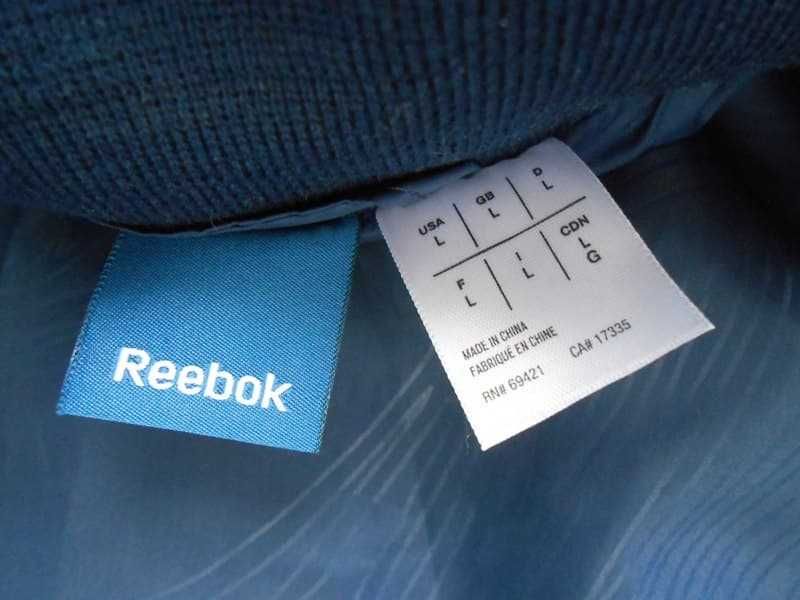 Reebok
USA GB D
L L L
F I CDN
L L L
G
MADE IN CHINA
FABRIQUÉ EN CHINE
RN# 69421 CA# 17335